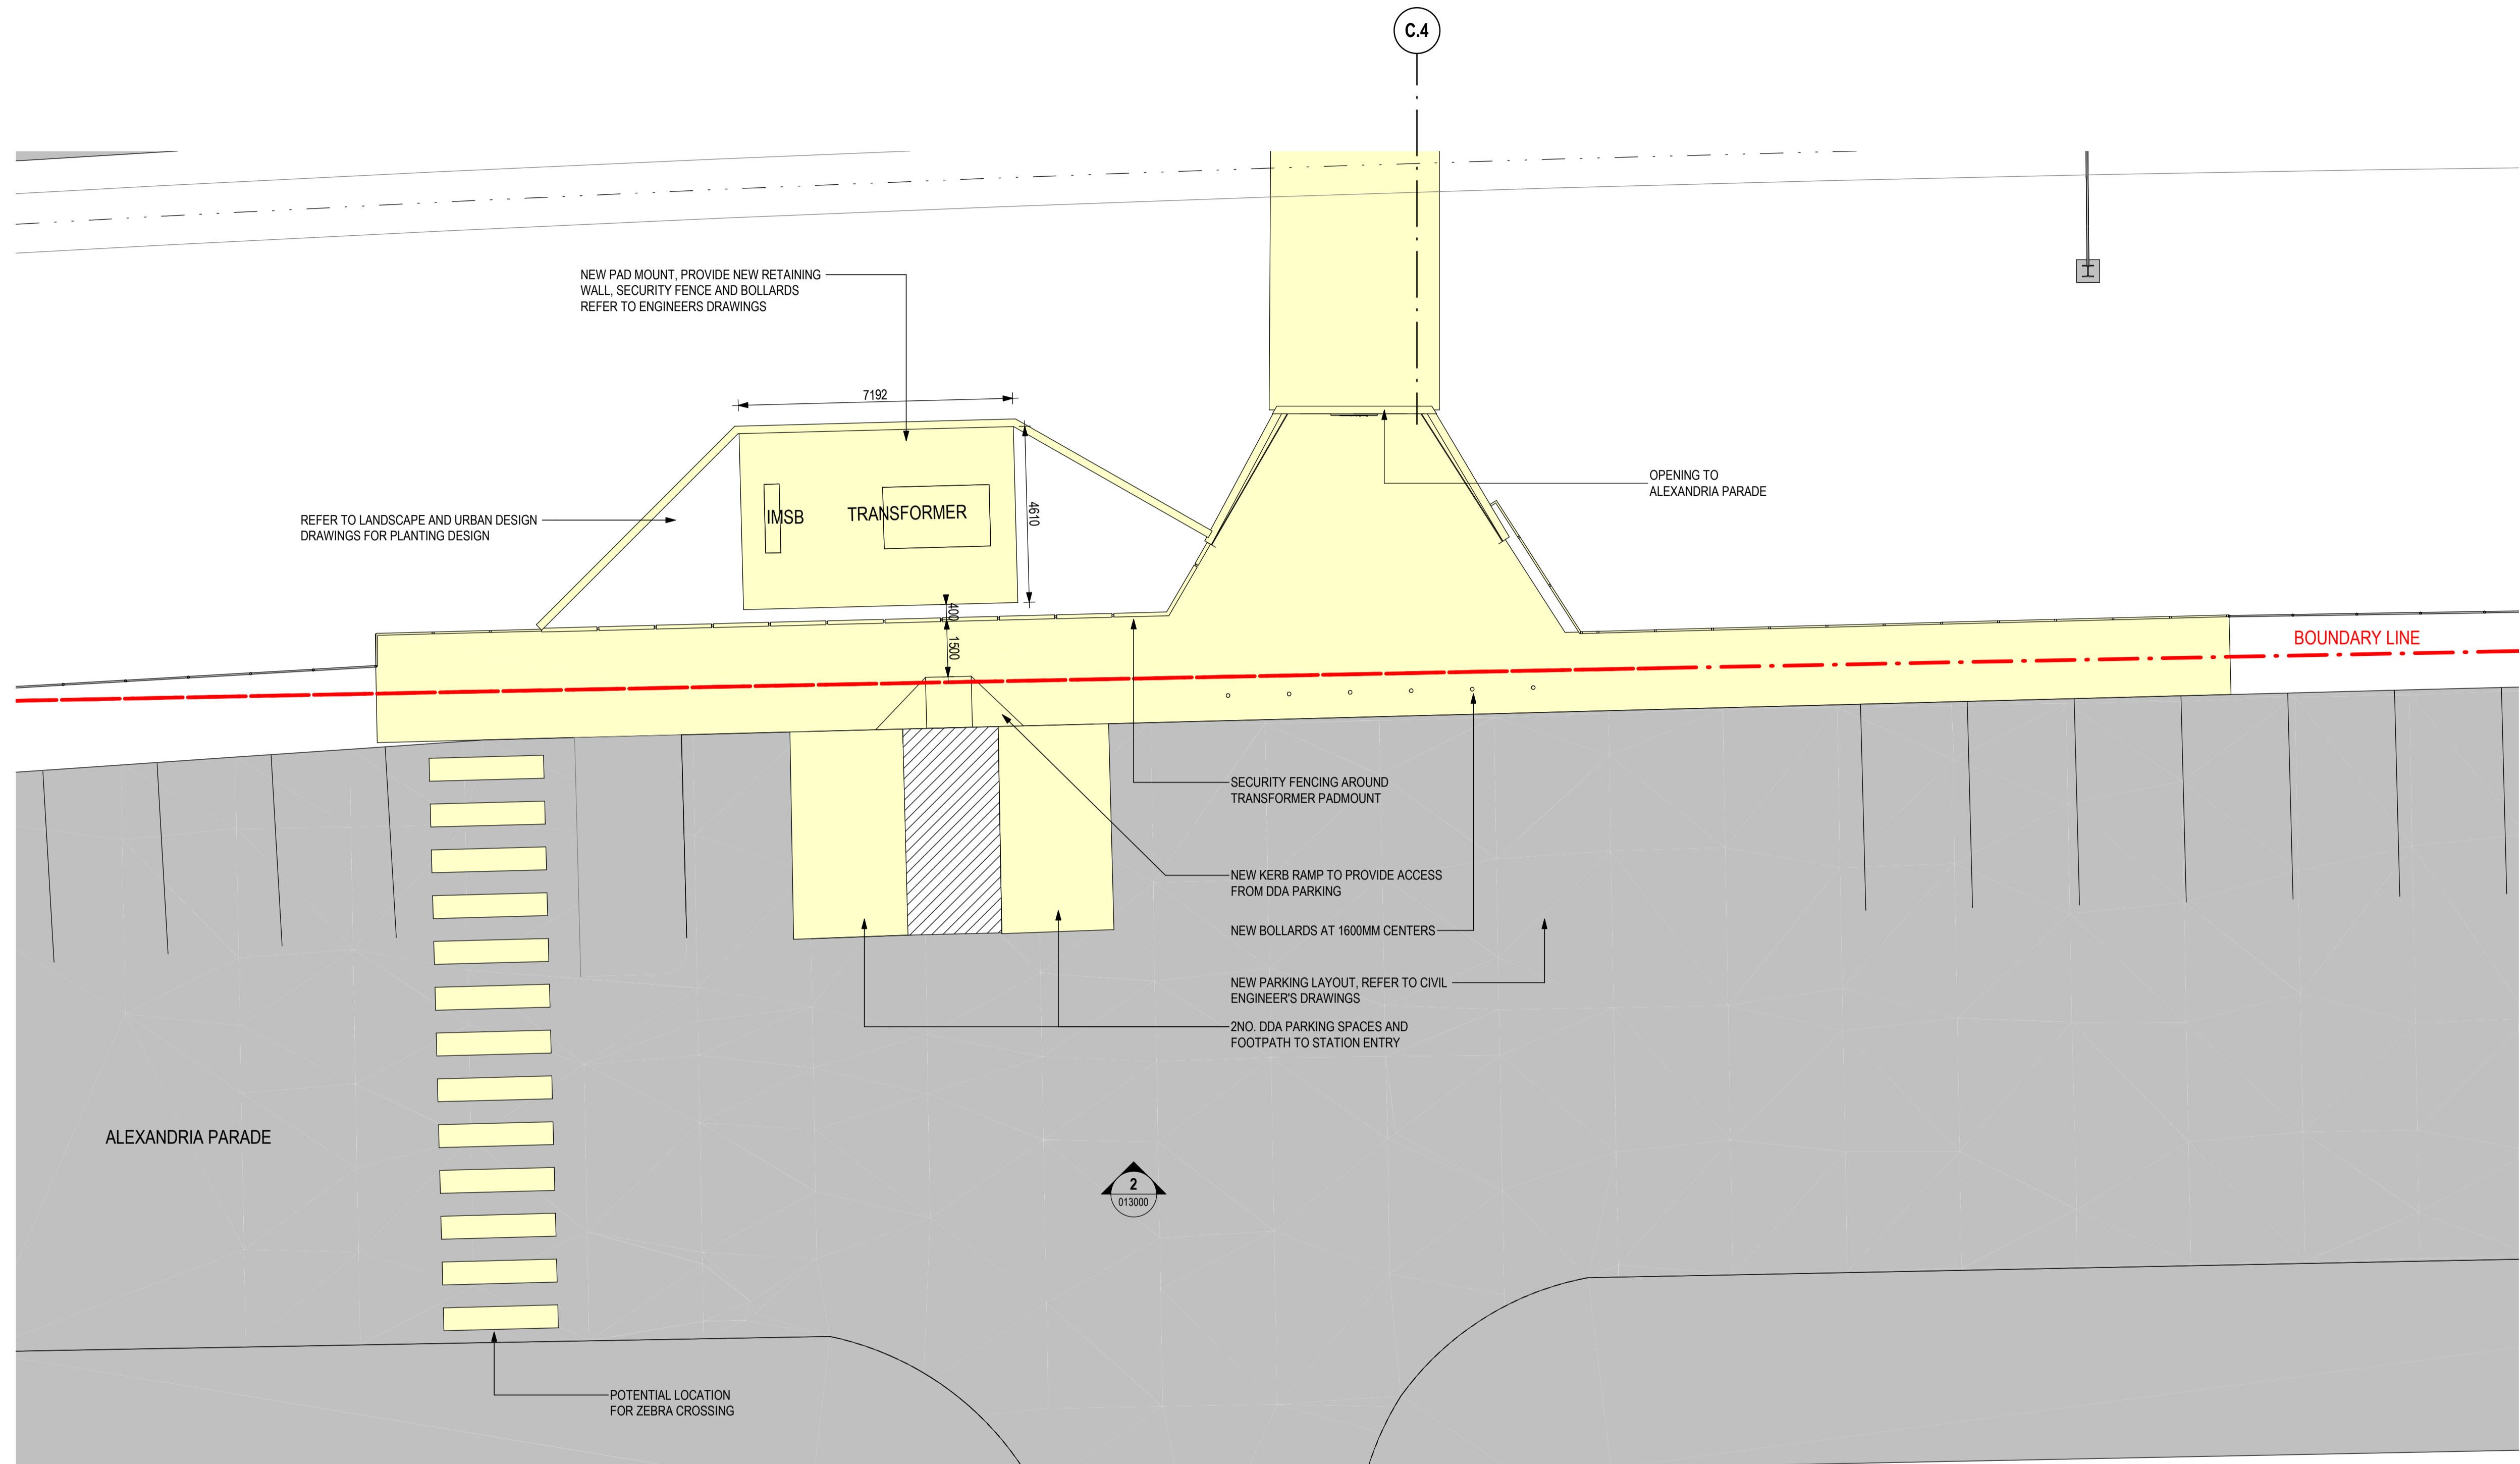 C.4
NEW PAD MOUNT, PROVIDE NEW RETAINING
WALL, SECURITY FENCE AND BOLLARDS
REFER TO ENGINEERS DRAWINGS
7192
OPENING TO
ALEXANDRIA PARADE
REFER TO LANDSCAPE AND URBAN DESIGN
DRAWINGS FOR PLANTING DESIGN
IMSB
TRANSFORMER
4610
400
1500
BOUNDARY LINE
SECURITY FENCING AROUND
TRANSFORMER PADMOUNT
NEW KERB RAMP TO PROVIDE ACCESS
FROM DDA PARKING
NEW BOLLARDS AT 1600MM CENTERS
NEW PARKING LAYOUT, REFER TO CIVIL
ENGINEER'S DRAWINGS
2NO. DDA PARKING SPACES AND
FOOTPATH TO STATION ENTRY
ALEXANDRIA PARADE
2
013000
POTENTIAL LOCATION
FOR ZEBRA CROSSING